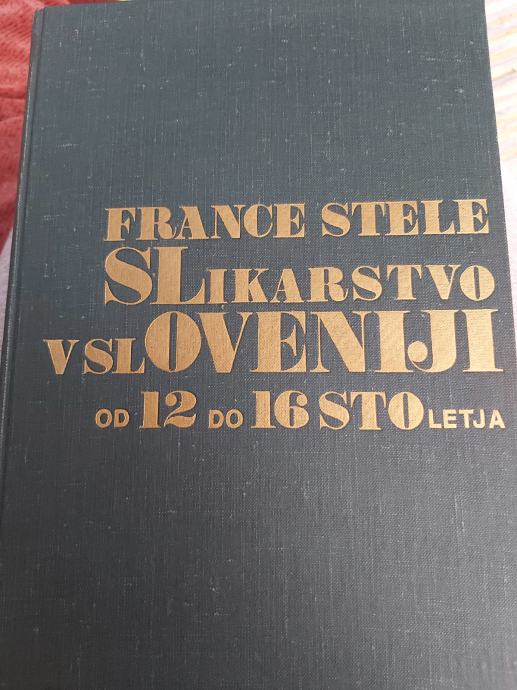 FRANCE STELE
SLIKARSTVO
V SLOVENIJI
OD 12 DO 16 STOLETJA